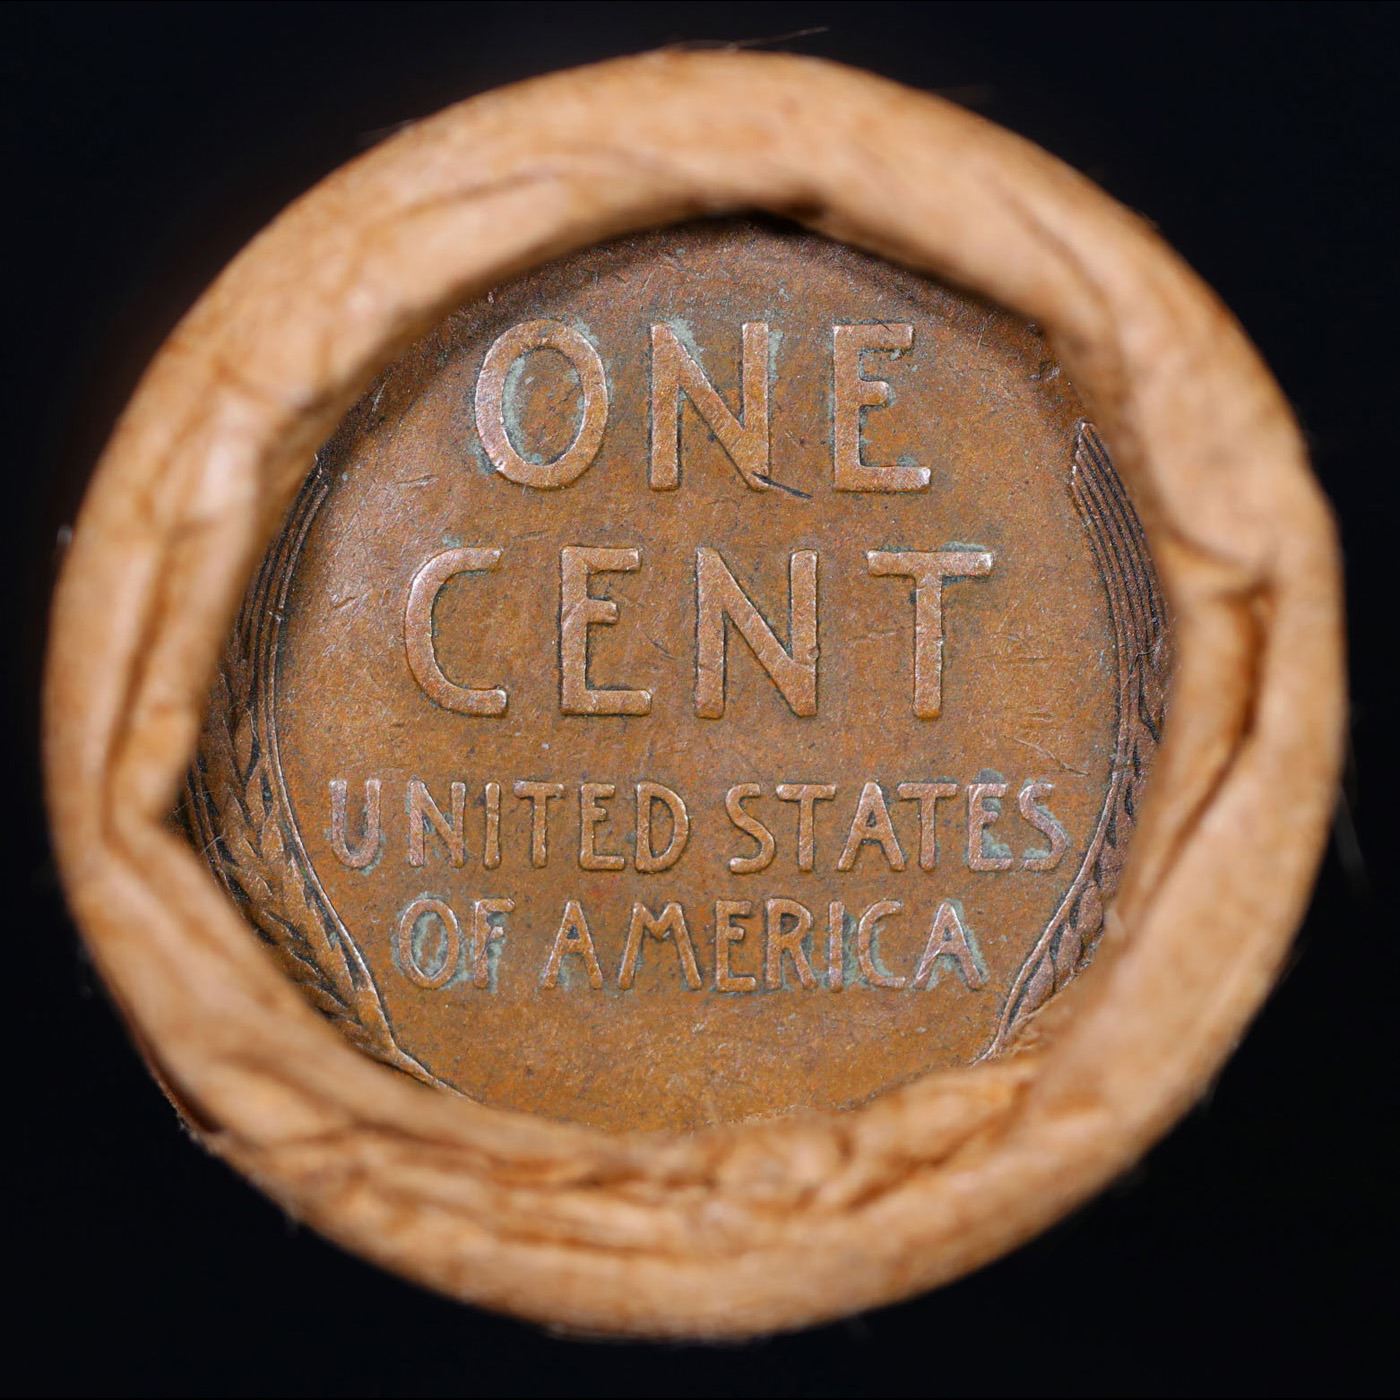 ONE
CENT
UNITED STATES
OF AMERICA